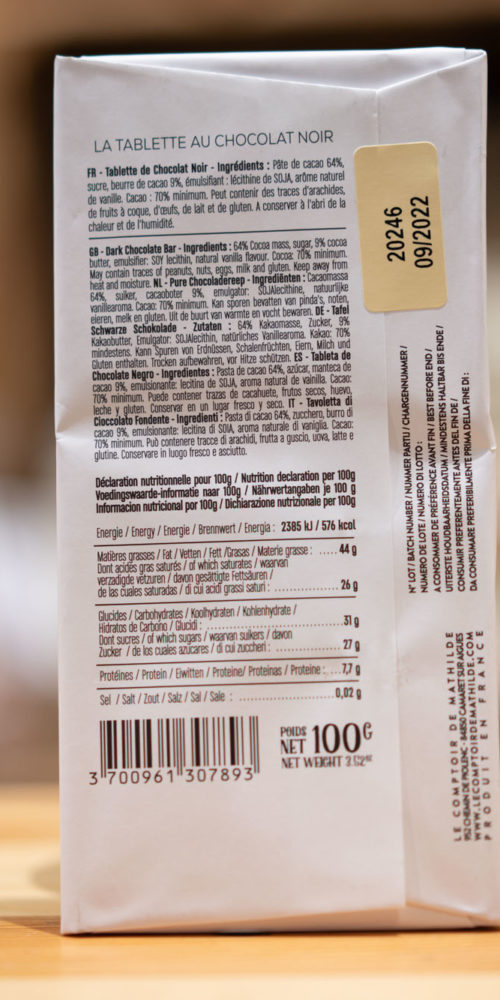 LA TABLETTE AU CHOCOLAT NOIR
FR - Tablette de Chocolat Noir - Ingrédients : Pâte de cacao 64%,
sucre, beurre de cacao 9%, émulsifiant : lécithine de SOJA, arôme naturel
de vanille. Cacao : 70% minimum. Peut contenir des traces d'arachides,
de fruits à coque, d'œufs, de lait et de gluten. A conserver à l'abri de la
chaleur et de l'humidité.
GB - Dark Chocolate Bar - Ingredients : 64% Cocoa mass, sugar, 9% cocoa
butter, emulsifier: SOY lecithin, natural vanilla flavour. Cocoa: 70% minimum.
May contain traces of peanuts, nuts, eggs, milk and gluten. Keep away from
heat and moisture. NL - Pure Chocoladereep - Ingrediënten : Cacaomassa
64%, suiker, cacaoboter 9%, emulgator: SOJAlecithine, natuurlijke
vanillearoma. Cacao: 70% minimum. Kan sporen bevatten van pinda's, noten,
eieren, melk en gluten. Uit de buurt van warmte en vocht bewaren. DE - Tafel
Schwarze Schokolade - Zutaten : 64% Kakaomasse, Zucker, 9%
Kakaobutter, Emulgator: SOJAlecithin, natürliches Vanillearoma. Kakao: 70%
mindestens. Kann Spuren von Erdnüssen, Schalenfrüchten, Eiern, Milch und
Gluten enthalten. Trocken aufbewahren, vor Hitze schützen. ES - Tableta de
Chocolate Negro - Ingredientes : Pasta de cacao 64%, azúcar, manteca de
cacao 9%, emulsionante: lecitina de SOJA, aroma natural de vainilla. Cacao:
70% minimum. Puede contener trazas de cacahuete, frutos secos, huevo,
leche y gluten. Conservar en un lugar fresco y seco. IT - Tavoletta di
Cioccolato Fondente - Ingredienti : Pasta di cacao 64%, zucchero, burro di
cacao 9%, emulsionante: lecitina di SOIA, aroma naturale di vaniglia. Cacao:
70% minimum. Può contenere tracce di arachidi, frutta a guscio, uova, latte e
glutine. Conservare in luogo fresco e asciutto.
Déclaration nutritionnelle pour 100g / Nutrition declaration per 100g
Voedingswaarde-informatie naar 100g / Nährwertangaben je 100 g
Informacion nutricional por 100g / Dichiarazione nutrizionale per 100g
Energie / Energy / Energie / Brennwert / Energia : 2385 kJ / 576 kcal
Matières grasses / Fat / Vetten / Fett /Grasas / Materie grasse : ..... 44 g
Dont acides gras saturés / of which saturates / waarvan
verzadigde vetzuren / davon gesättigte Fettsäuren /
de las cuales saturadas / di cui acidi grassi saturi : ..................... 26 g
Glucides / Carbohydrates / Koolhydraten / Kohlenhydrate /
Hidratos de Carbono / Glucidi : ..................... 31 g
Dont sucres / of which sugars / waarvan suikers / davon
Zucker / de los cuales azúcares / di cui zuccheri : ..................... 27 g
Protéines / Protein / Eiwitten / Proteine/ Proteinas / Proteine : ... 7,7 g
Sel / Salt / Zout / Salz / Sal / Sale : ..................... 0,02 g
3 700961 307893
POIDS
NET 100G
NET WEIGHT 3.52oz
20246
09/2022
N° LOT / BATCH NUMBER / NUMMER PARTIJ / CHARGENNUMMER /
NUMERO DE LOTE / NUMERO DI LOTTO :
A CONSOMMER DE PRÉFÉRENCE AVANT FIN / BEST BEFORE END /
UITERSTE HOUDBAARHEIDSDATUM / MINDESTENS HALTBAR BIS ENDE /
CONSUMIR PREFERENTEMENTE ANTES DEL FIN DE /
DA CONSUMARE PREFERIBILMENTE PRIMA DELLA FINE DI :
LE COMPTOIR DE MATHILDE
952 CHEMIN DE PIOLENC - 84850 CAMARET SUR AIGUES
WWW.LECOMPTOIRDEMATHILDE.COM
PRODUIT EN FRANCE